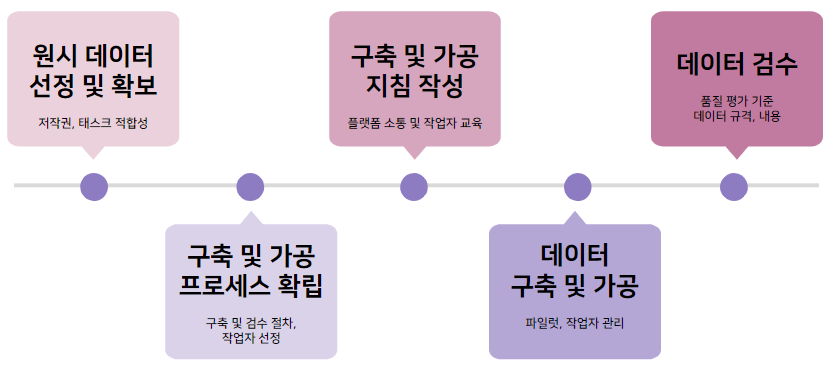 원시 데이터
선정 및 확보
저작권, 태스크 적합성
구축 및 가공
프로세스 확립
구축 및 검수 절차,
작업자 선정
구축 및 가공
지침 작성
플랫폼 소통 및 작업자 교육
데이터
구축 및 가공
파일럿, 작업자 관리
데이터 검수
품질 평가 기준
데이터 규격, 내용